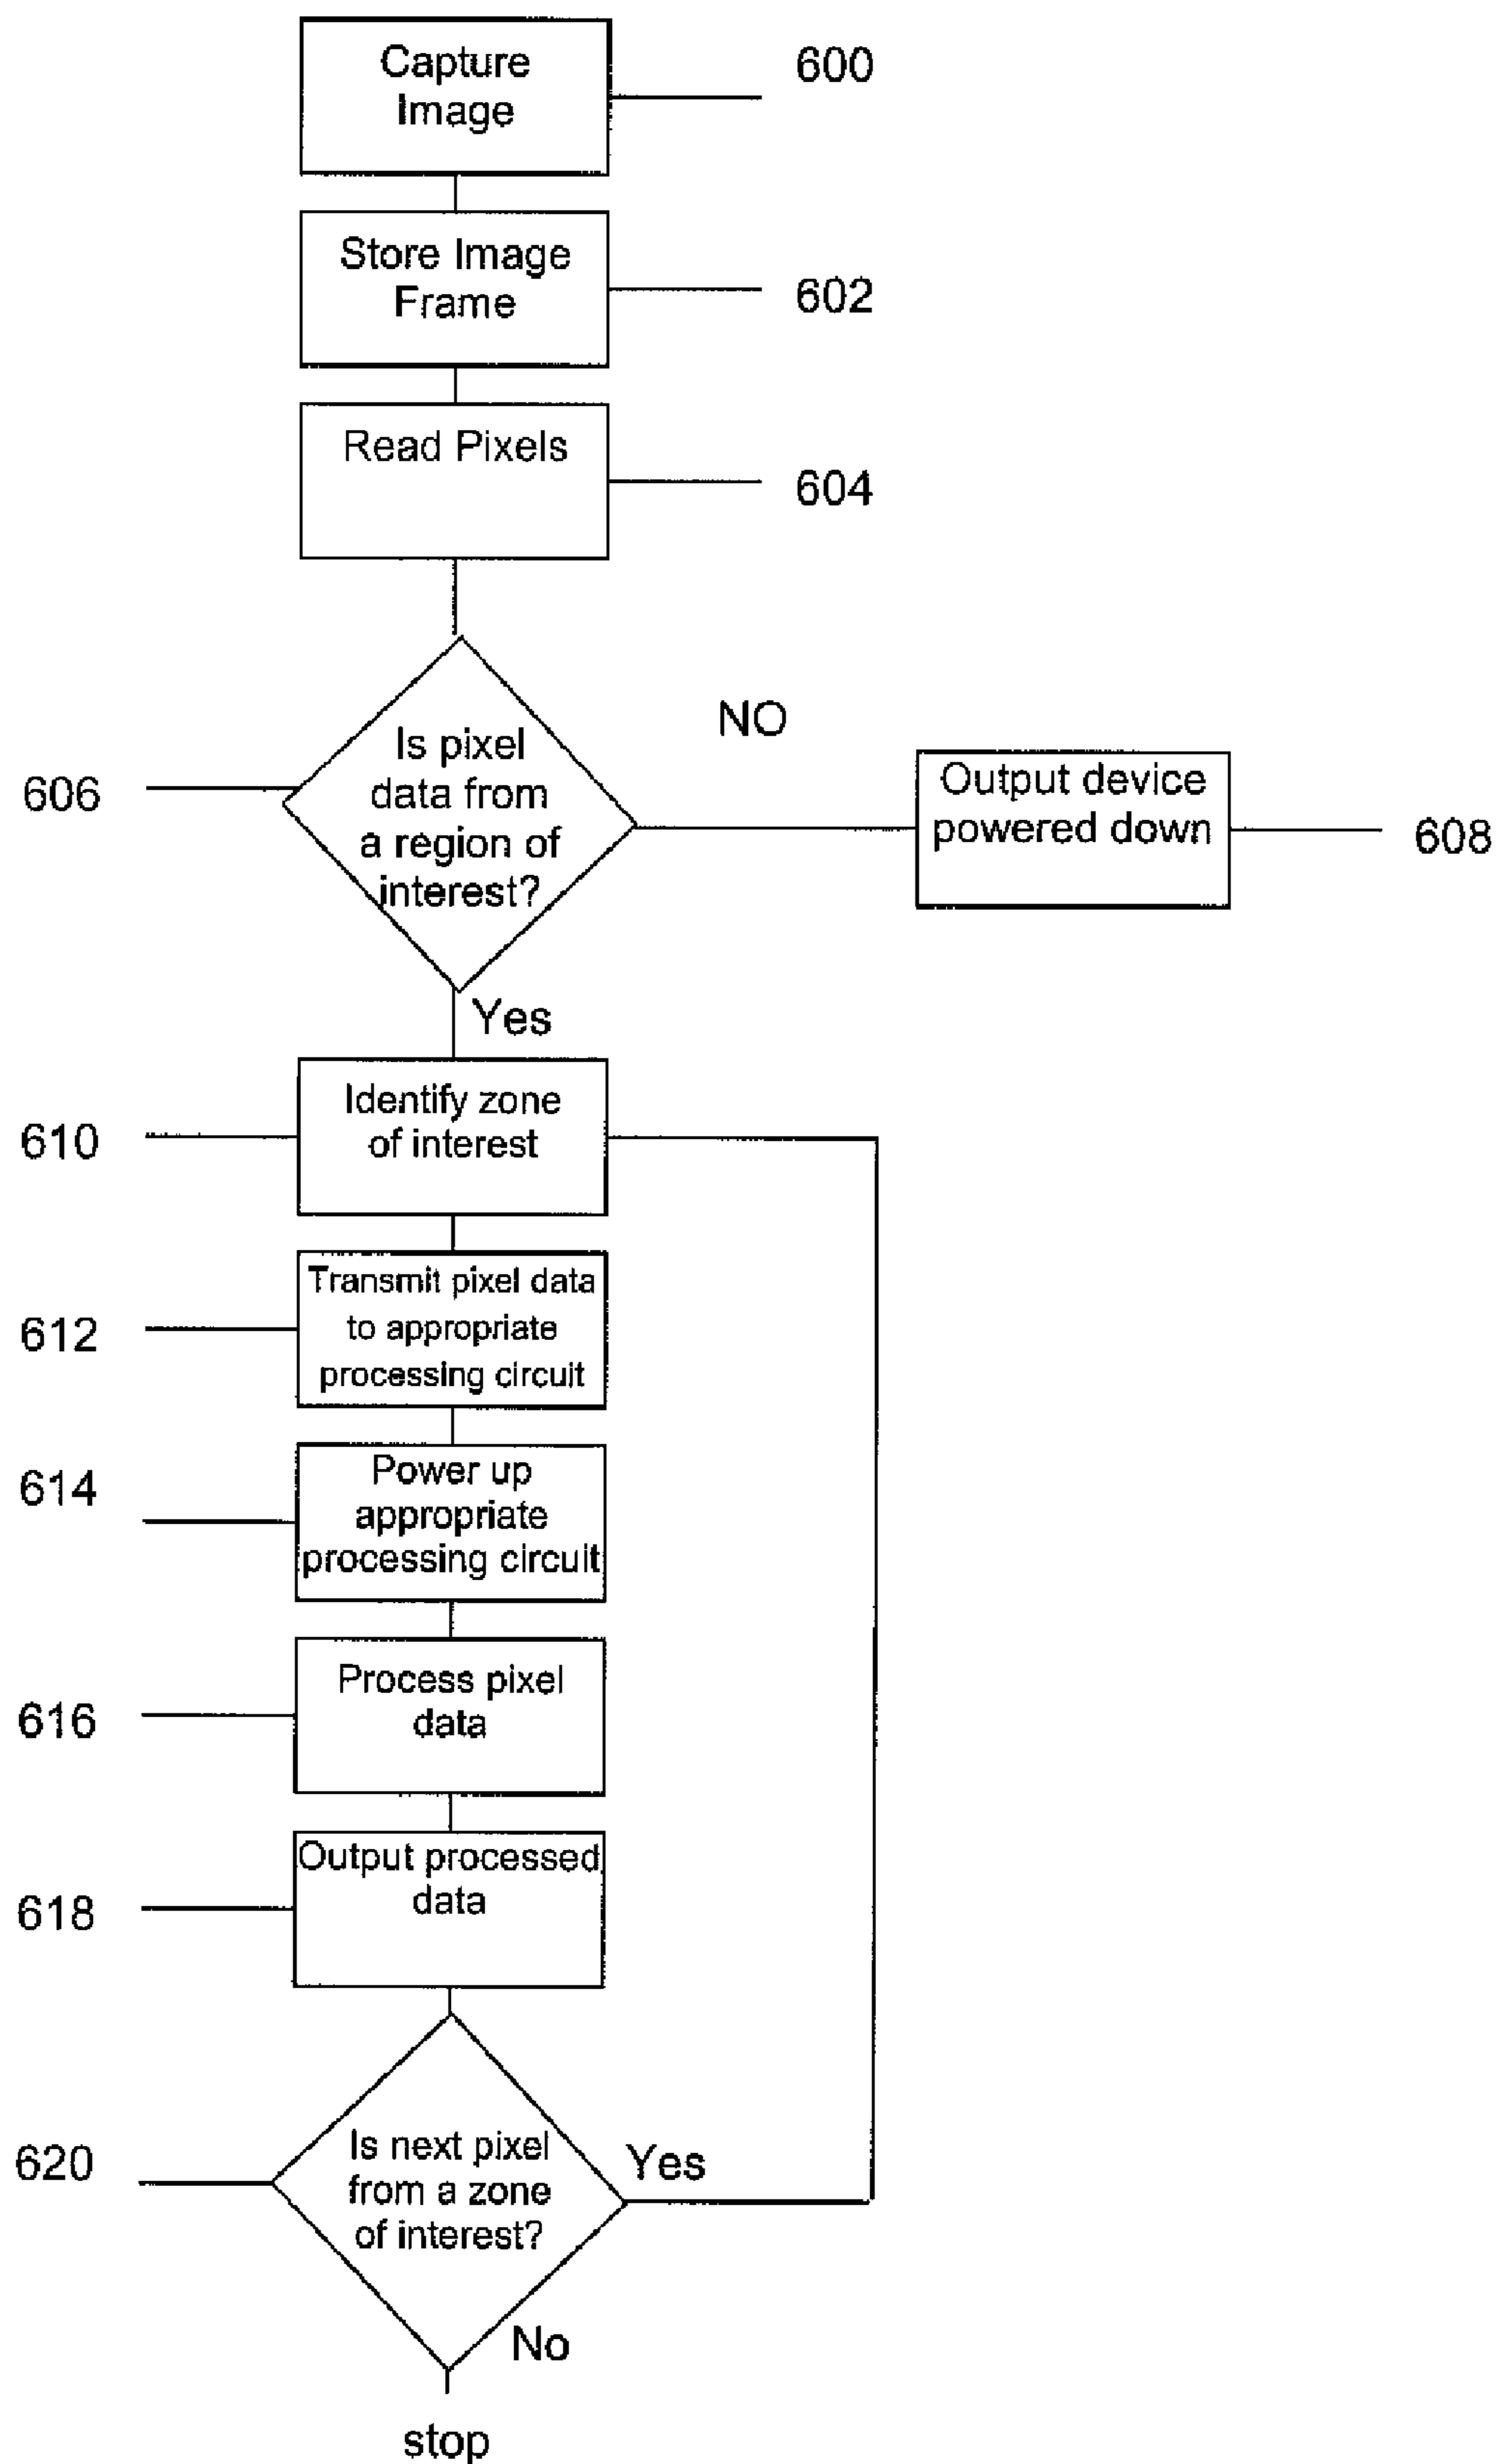 Capture
Image
600
Store Image
Frame
602
Read Pixels
604
Is pixel
data from
a region of
interest?
606
NO
Output device
powered down
608
Yes
Identify zone
of interest
610
Transmit pixel data
to appropriate
processing circuit
612
Power up
appropriate
processing circuit
614
Process pixel
data
616
Output processed
data
618
Is next pixel
from a zone
of interest?
620
Yes
No
stop